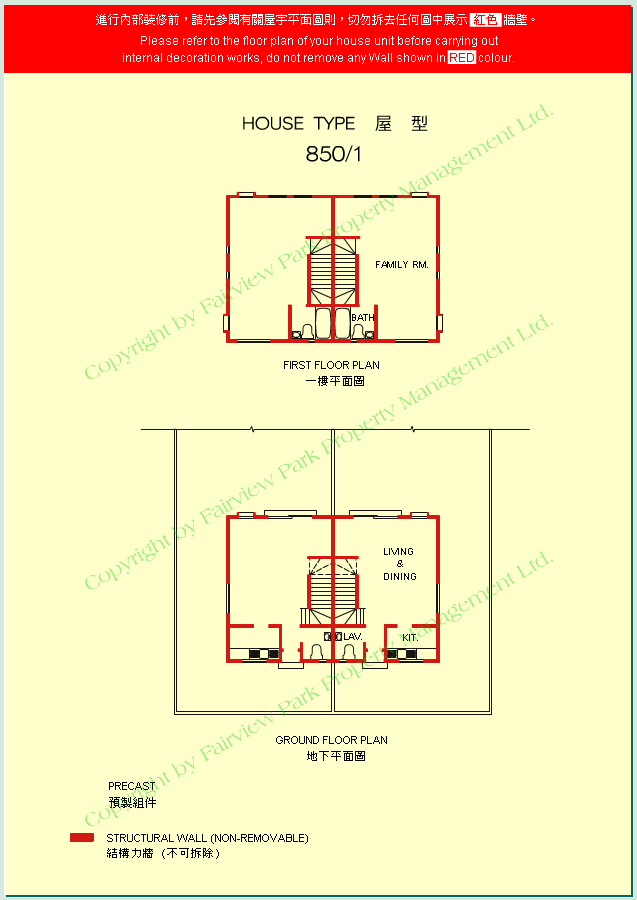 進行內部裝修前，請先參閱有關屋宇平面圖則，切勿拆去任何圖中展示 紅色 牆壁。
Please refer to the floor plan of your house unit before carrying out
internal decoration works, do not remove any Wall shown in RED colour.
HOUSE TYPE 屋 型
850/1
Copyright by Fairview Park Property Management Ltd.
FAMILY RM.
BATH
FIRST FLOOR PLAN
一樓平面圖
Copyright by Fairview Park Property Management Ltd.
LIVING
&
DINING
LAV.
KIT.
Copyright by Fairview Park Property Management Ltd.
GROUND FLOOR PLAN
地下平面圖
PRECAST
預製組件
STRUCTURAL WALL (NON-REMOVABLE)
結構力牆 (不可拆除)